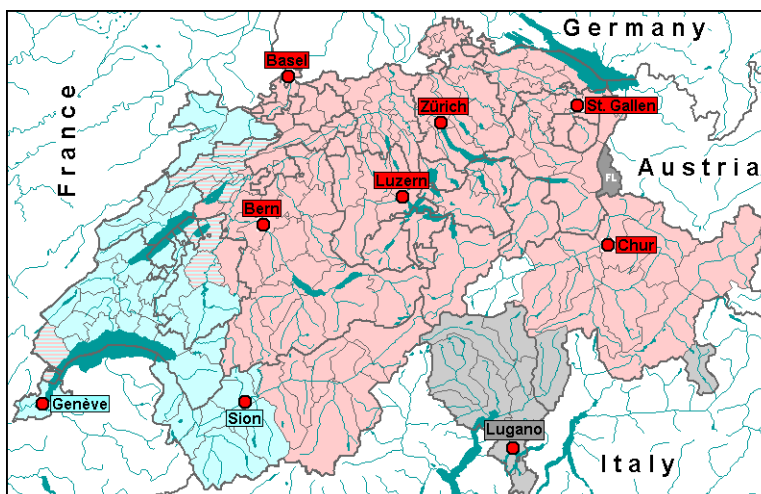 Germany
Basel
France
Zürich
St. Gallen
Austria
FL
Luzern
Bern
Chur
Genève
Sion
Lugano
Italy